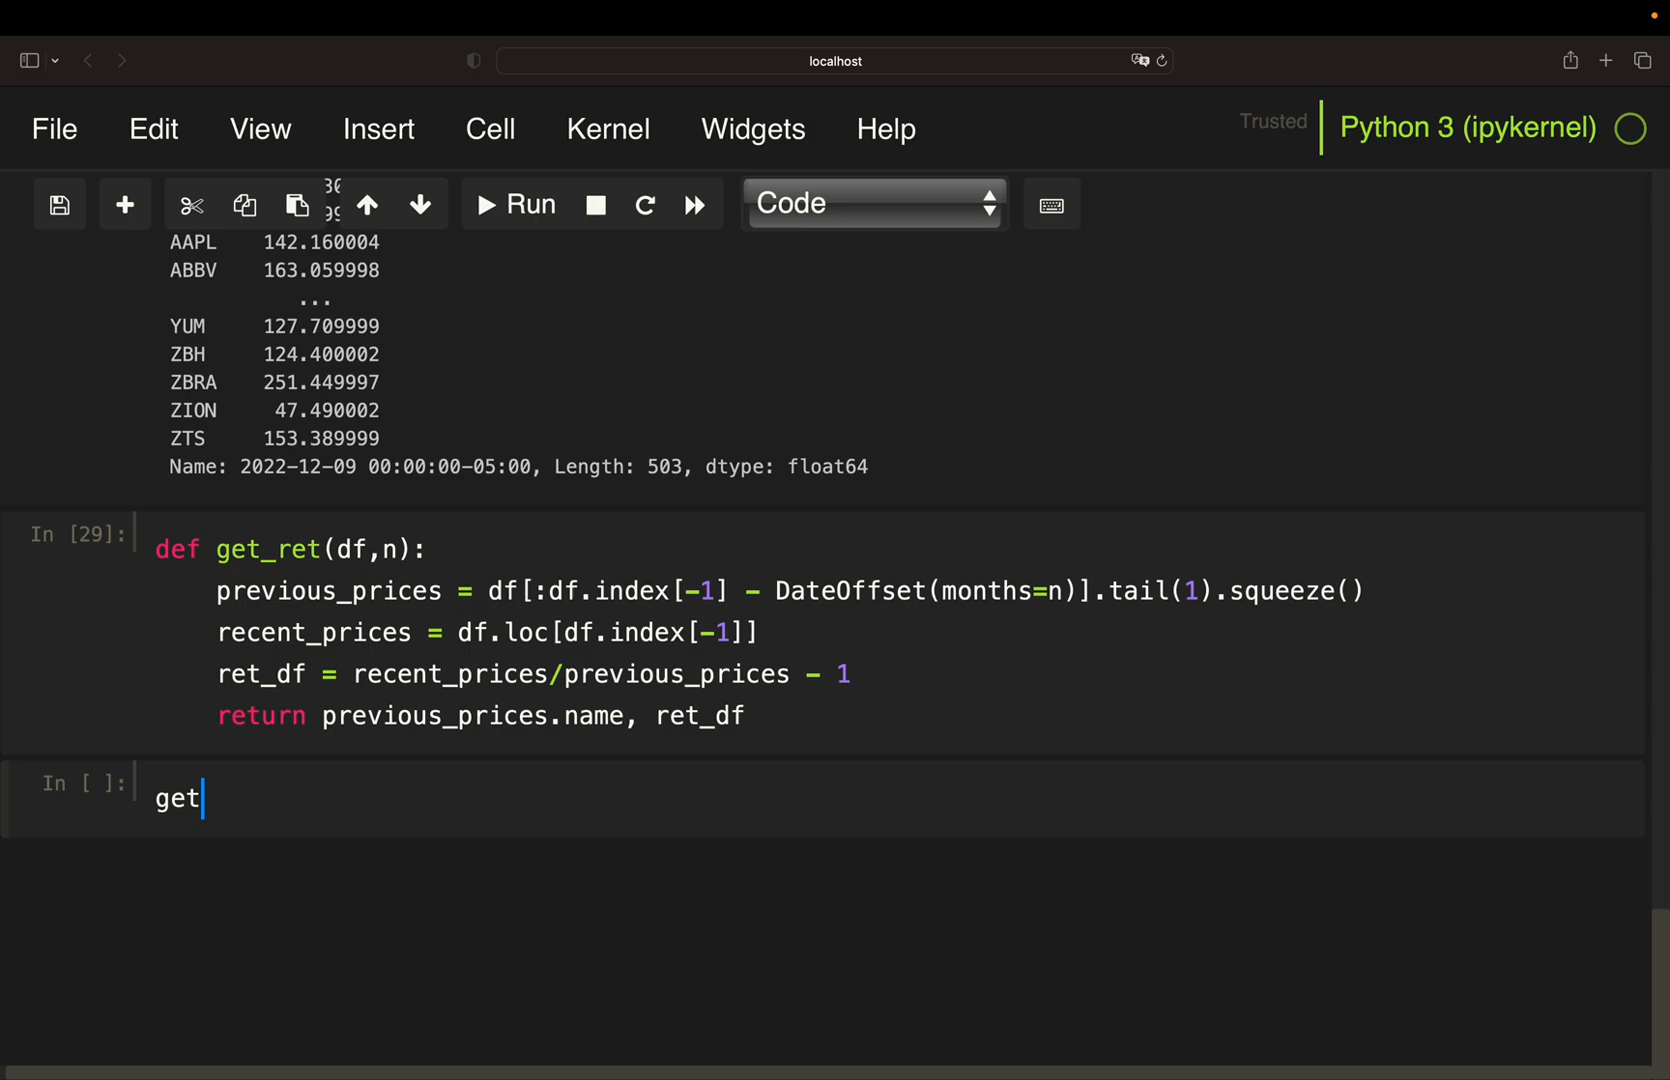 localhost
File Edit View Insert Cell Kernel Widgets Help Trusted Python 3 (ipykernel)
Run Code
AAPL 142.160004
ABBV 163.059998
...
YUM 127.709999
ZBH 124.400002
ZBRA 251.449997
ZION 47.490002
ZTS 153.389999
Name: 2022-12-09 00:00:00-05:00, Length: 503, dtype: float64
In [29]: def get_ret(df,n):
previous_prices = df[:df.index[-1] - DateOffset(months=n)].tail(1).squeeze()
recent_prices = df.loc[df.index[-1]]
ret_df = recent_prices/previous_prices - 1
return previous_prices.name, ret_df
In [ ]: get